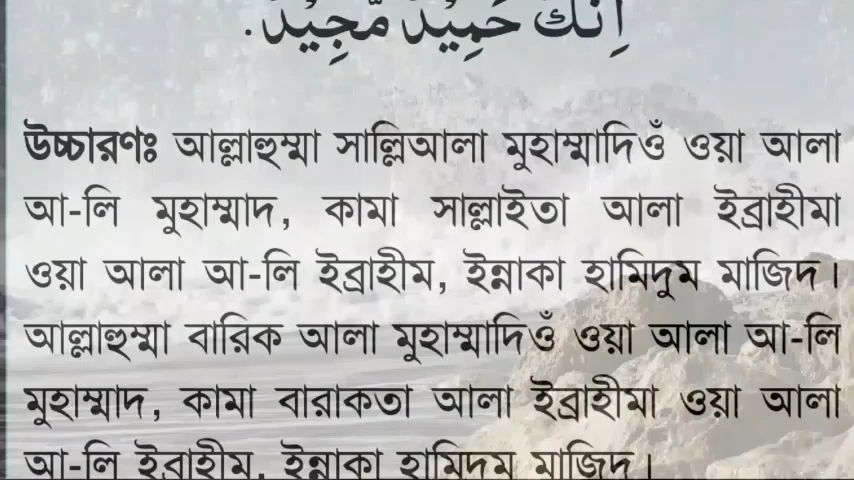 اِنَّكَ حَمِيْدٌ مَّجِيْدٌ.
উচ্চারণঃ আল্লাহুম্মা সাল্লিআলা মুহাম্মাদিওঁ ওয়া আলা
আ-লি মুহাম্মাদ, কামা সাল্লাইতা আলা ইব্রাহীমা
ওয়া আলা আ-লি ইব্রাহীম, ইন্নাকা হামিদুম মাজিদ।
আল্লাহুম্মা বারিক আলা মুহাম্মাদিওঁ ওয়া আলা আ-লি
মুহাম্মাদ, কামা বারাকতা আলা ইব্রাহীমা ওয়া আলা
আ-লি ইব্রাহীম, ইন্নাকা হামিদুম মাজিদ।